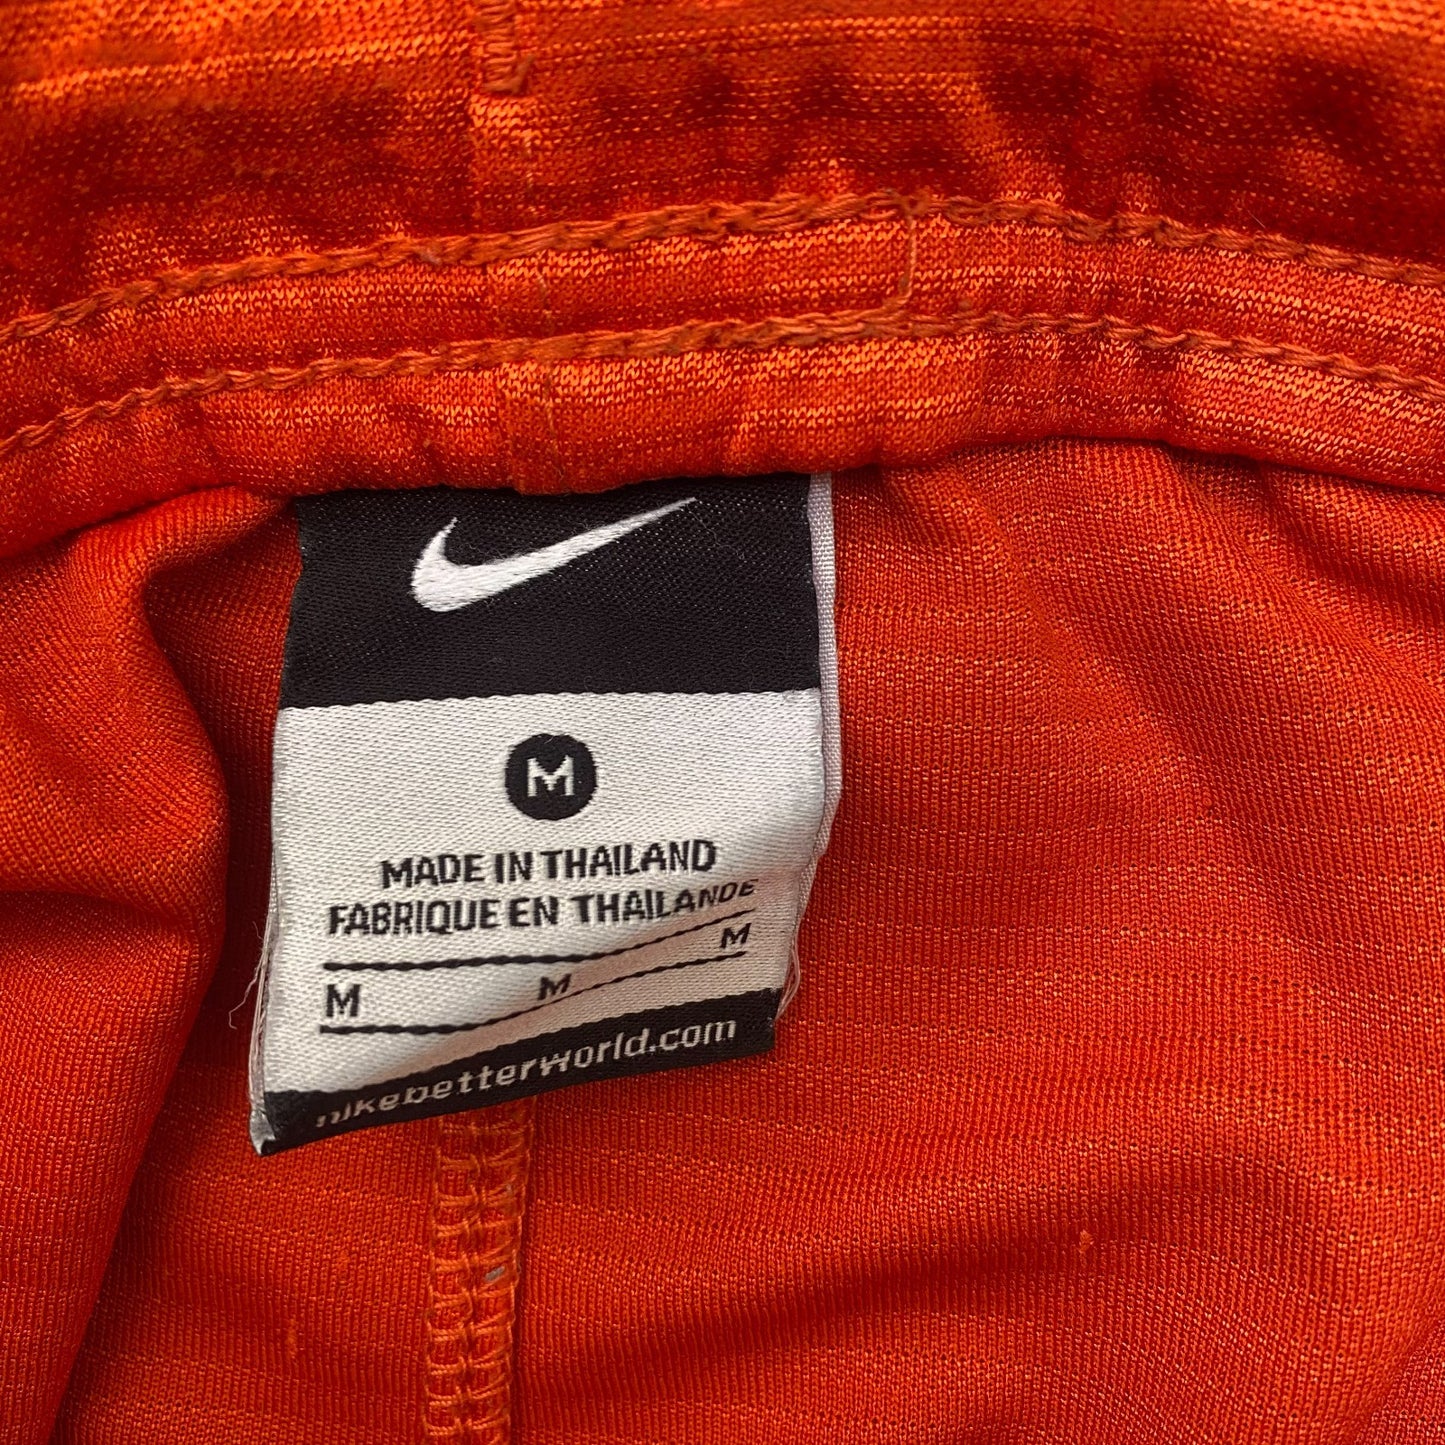 M
MADE IN THAILAND
FABRIQUE EN THAILANDE
M M M
nikebetterworld.com